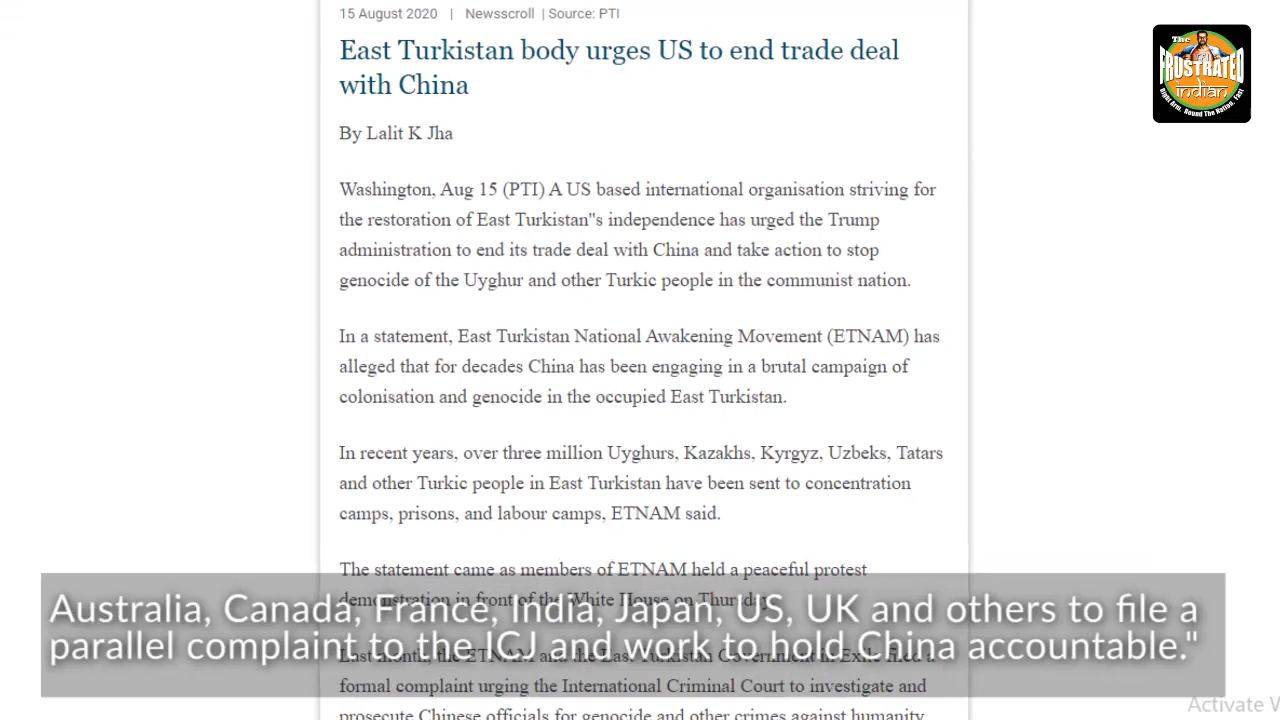 15 August 2020 | Newsscroll | Source: PTI
East Turkistan body urges US to end trade deal
with China
By Lalit K Jha
Washington, Aug 15 (PTI) A US based international organisation striving for
the restoration of East Turkistan"s independence has urged the Trump
administration to end its trade deal with China and take action to stop
genocide of the Uyghur and other Turkic people in the communist nation.
In a statement, East Turkistan National Awakening Movement (ETNAM) has
alleged that for decades China has been engaging in a brutal campaign of
colonisation and genocide in the occupied East Turkistan.
In recent years, over three million Uyghurs, Kazakhs, Kyrgyz, Uzbeks, Tatars
and other Turkic people in East Turkistan have been sent to concentration
camps, prisons, and labour camps, ETNAM said.
The statement came as members of ETNAM held a peaceful protest
demonstration in front of the White House on Thursday.
Last month, the ETNAM and the East Turkistan Government in Exile filed a
formal complaint urging the International Criminal Court to investigate and
prosecute Chinese officials for genocide and other crimes against humanity
Australia, Canada, France, India, Japan, US, UK and others to file a
parallel complaint to the ICJ and work to hold China accountable."
The
FRUSTRATED
indian
Right Arm. Round The Nation. Fast
Activate W